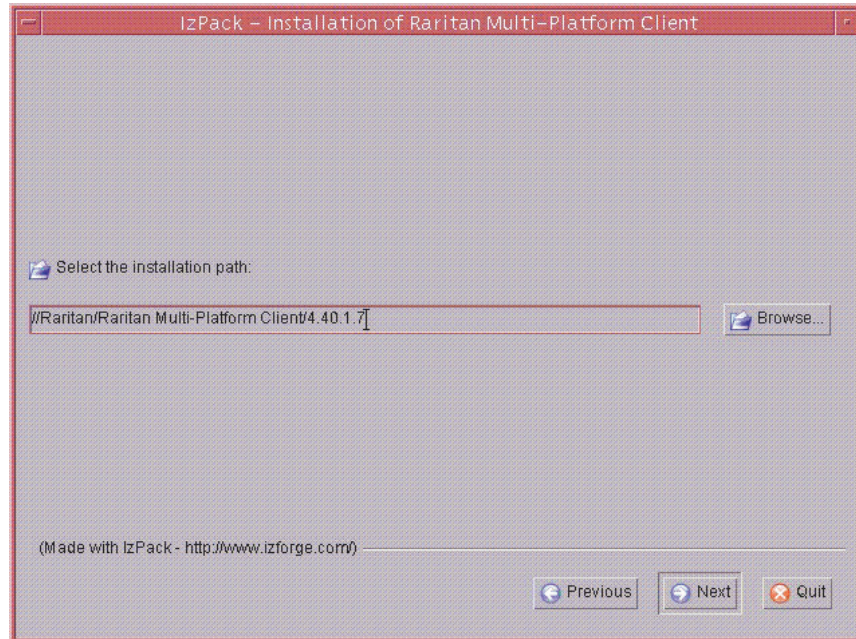 IzPack – Installation of Raritan Multi–Platform Client
Select the installation path:
//Raritan/Raritan Multi-Platform Client/4.40.1.7
Browse...
(Made with IzPack - http://www.izforge.com/)
Previous
Next
Quit